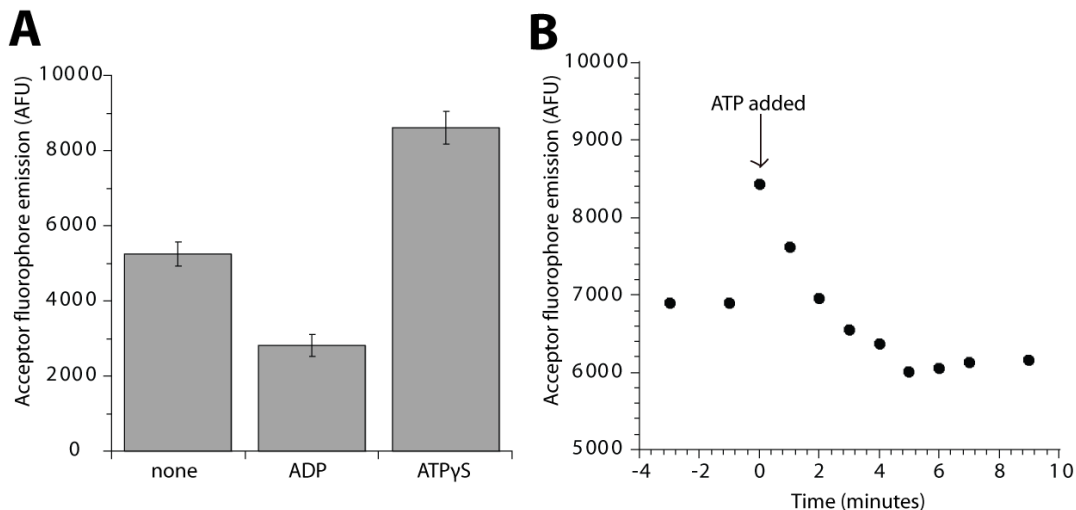 A
Acceptor fluorophore emission (AFU)
10000
8000
6000
4000
2000
0
none ADP ATPγS
B
Acceptor fluorophore emission (AFU)
10000
9000
8000
7000
6000
5000
ATP added
-4 -2 0 2 4 6 8 10
Time (minutes)